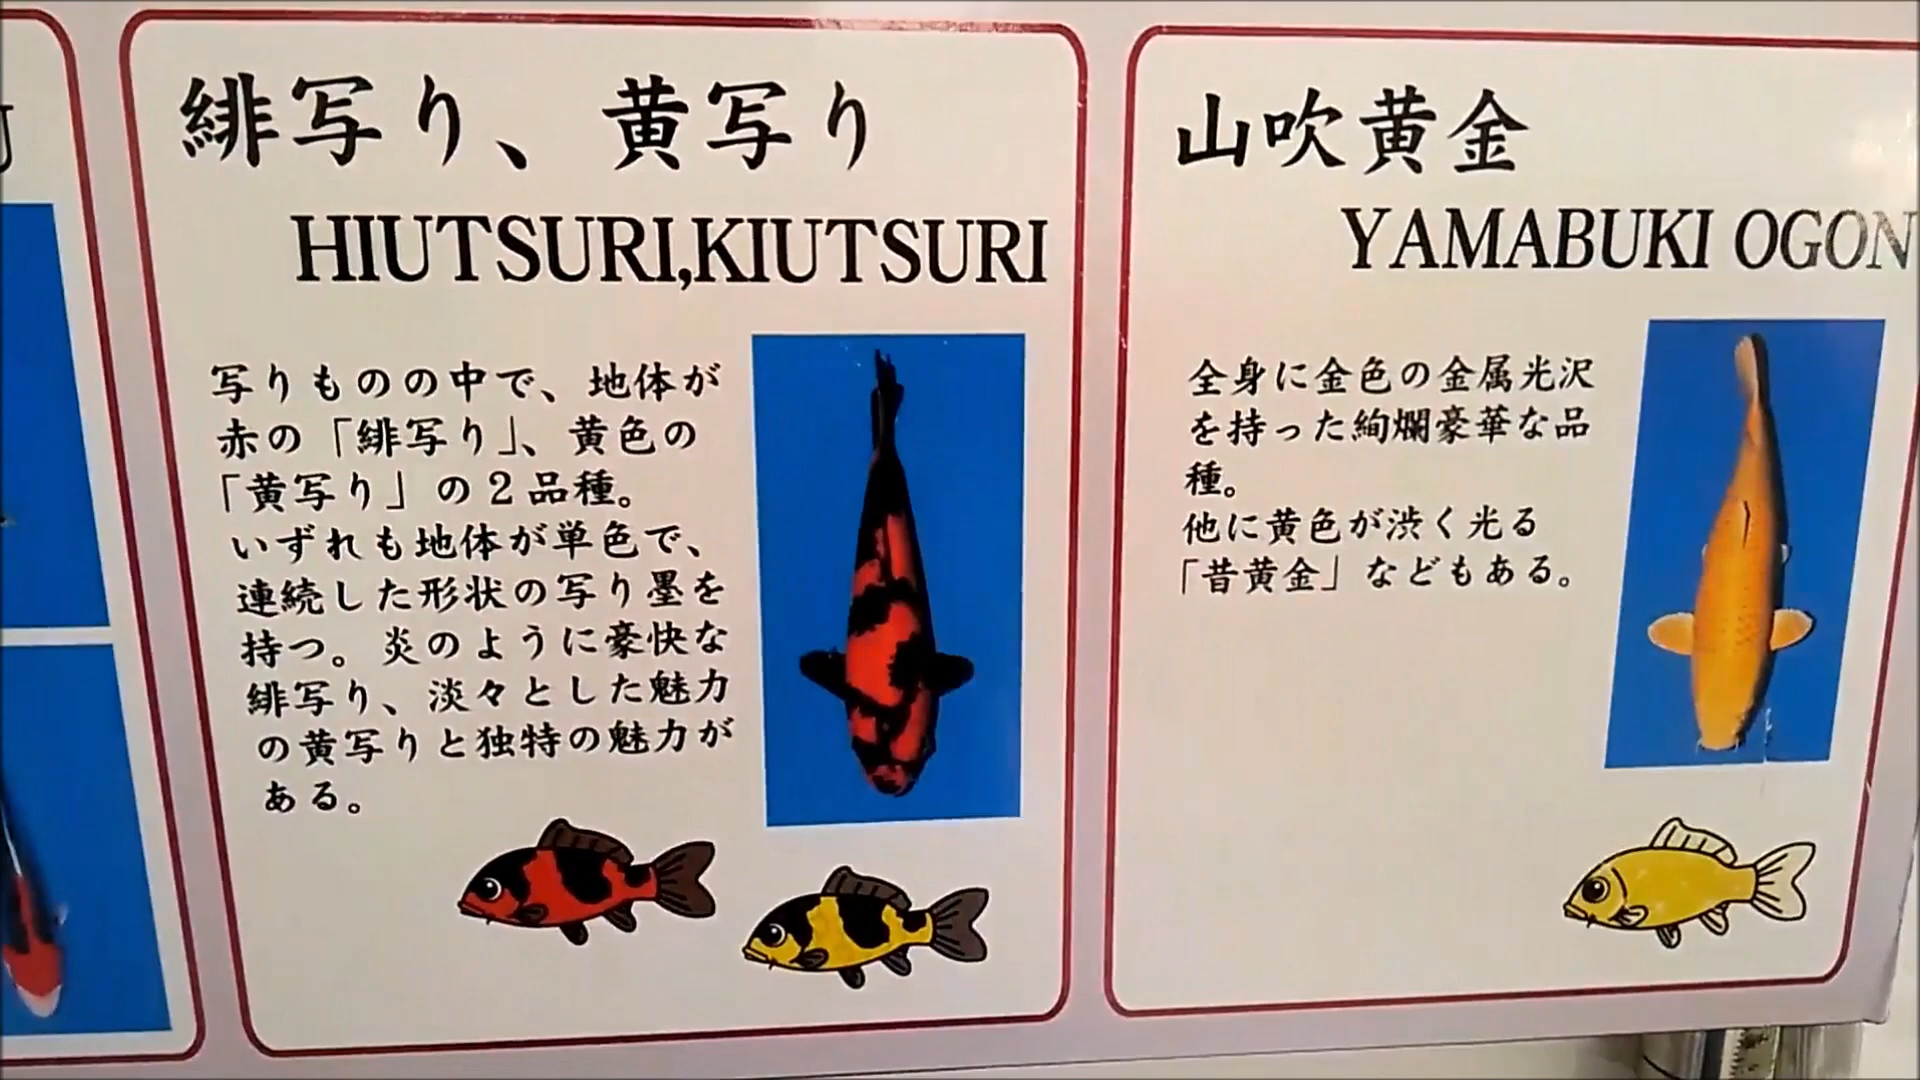 緋写り、黄写り
HIUTSURI,KIUTSURI
写りものの中で、地体が
赤の「緋写り」、黄色の
「黄写り」の2品種。
いずれも地体が単色で、
連続した形状の写り墨を
持つ。炎のように豪快な
緋写り、淡々とした魅力
の黄写りと独特の魅力が
ある。
山吹黄金
YAMABUKI OGON
全身に金色の金属光沢
を持った絢爛豪華な品
種。
他に黄色が渋く光る
「昔黄金」などもある。